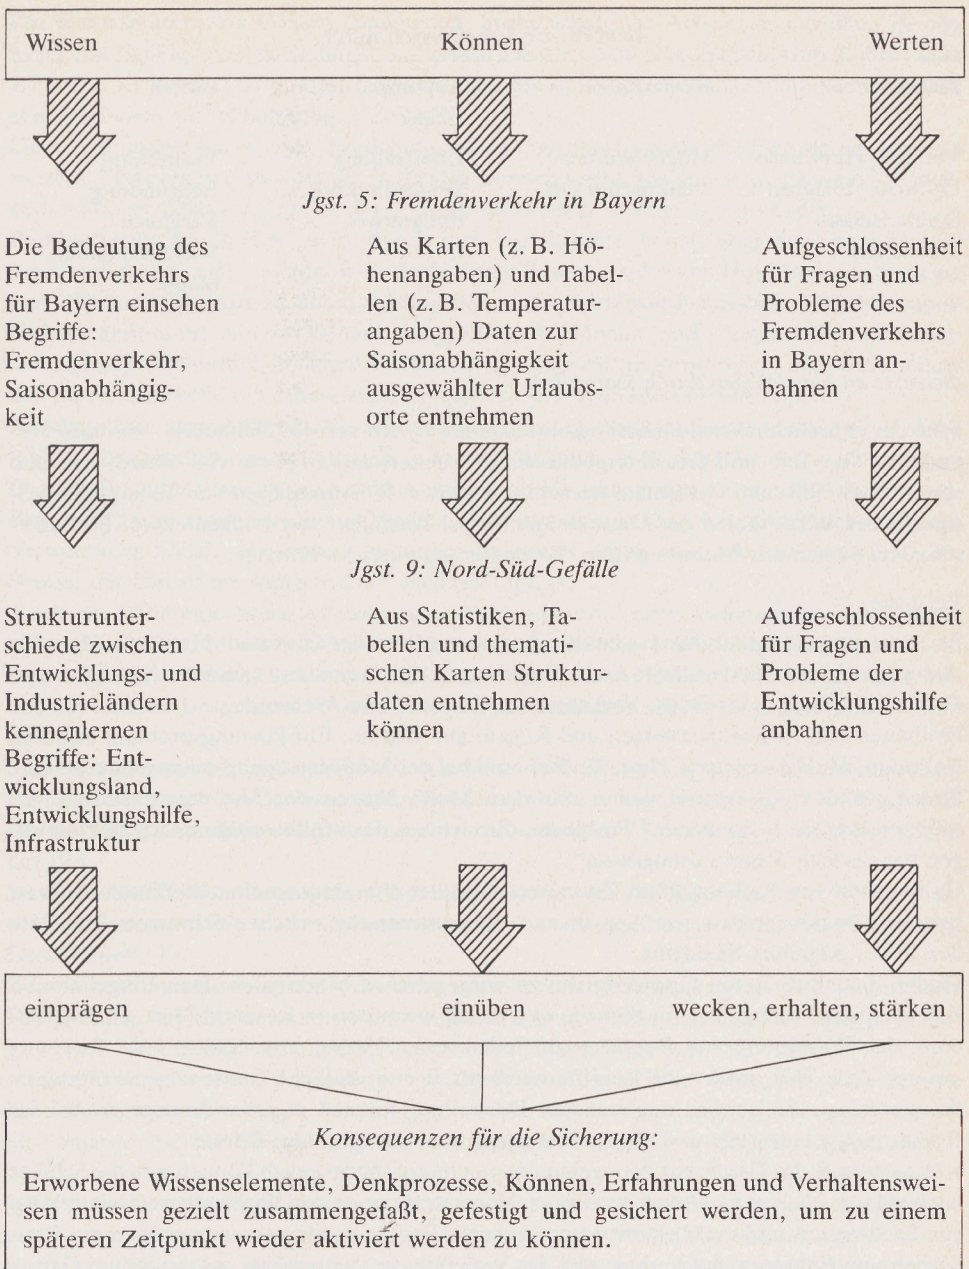 Wissen Können Werten
Jgst. 5: Fremdenverkehr in Bayern
Die Bedeutung des
Fremdenverkehrs
für Bayern einsehen
Begriffe:
Fremdenverkehr,
Saisonabhängig-
keit
Aus Karten (z. B. Hö-
henangaben) und Tabel-
len (z. B. Temperatur-
angaben) Daten zur
Saisonabhängigkeit
ausgewählter Urlaubs-
orte entnehmen
Aufgeschlossenheit
für Fragen und
Probleme des
Fremdenverkehrs
in Bayern an-
bahnen
Jgst. 9: Nord-Süd-Gefälle
Strukturunter-
schiede zwischen
Entwicklungs- und
Industrieländern
kennenlernen
Begriffe: Ent-
wicklungsland,
Entwicklungshilfe,
Infrastruktur
Aus Statistiken, Ta-
bellen und themati-
schen Karten Struktur-
daten entnehmen
können
Aufgeschlossenheit
für Fragen und
Probleme der
Entwicklungshilfe
anbahnen
einprägen einüben wecken, erhalten, stärken
Konsequenzen für die Sicherung:
Erworbene Wissenselemente, Denkprozesse, Können, Erfahrungen und Verhaltenswei-
sen müssen gezielt zusammengefaßt, gefestigt und gesichert werden, um zu einem
späteren Zeitpunkt wieder aktiviert werden zu können.